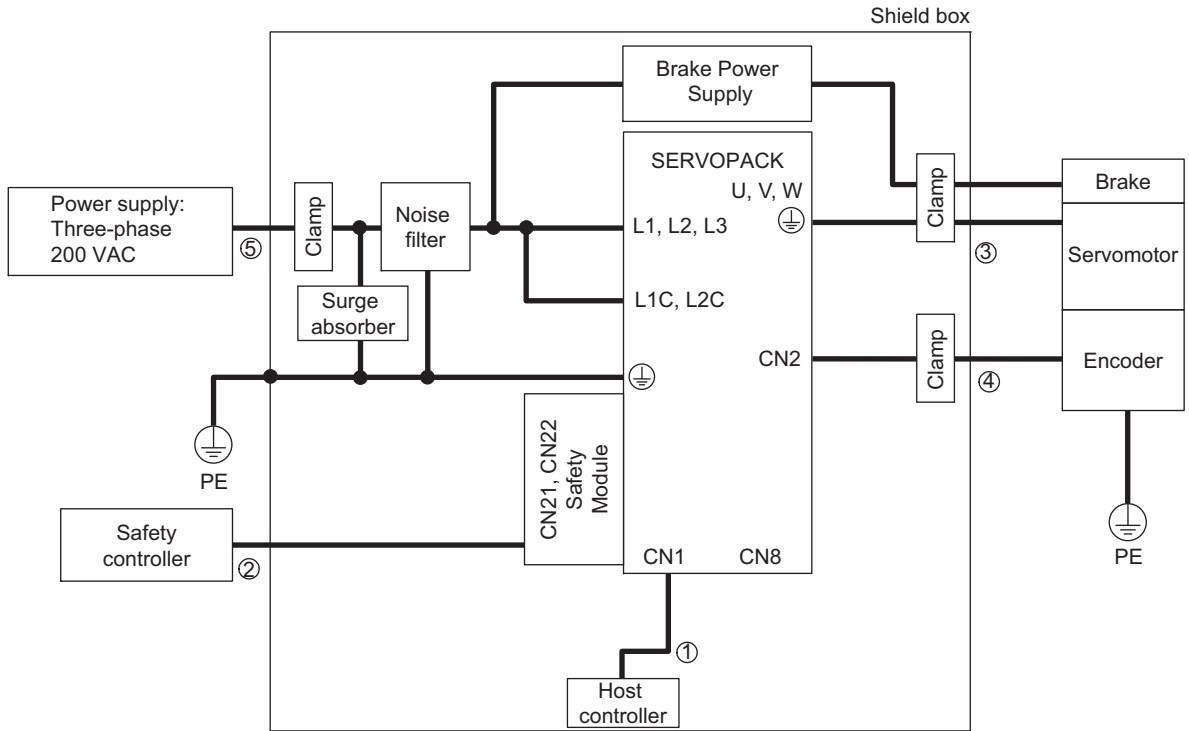 Shield box
Brake Power
Supply
SERVOPACK
U, V, W
Clamp
Brake
Power supply:
Three-phase
200 VAC
⑤
Clamp
Noise
filter
L1, L2, L3
③
Servomotor
Surge
absorber
L1C, L2C
CN2
Clamp
④
Encoder
PE
CN21, CN22
Safety
Module
Safety
controller
②
CN1
CN8
PE
①
Host
controller